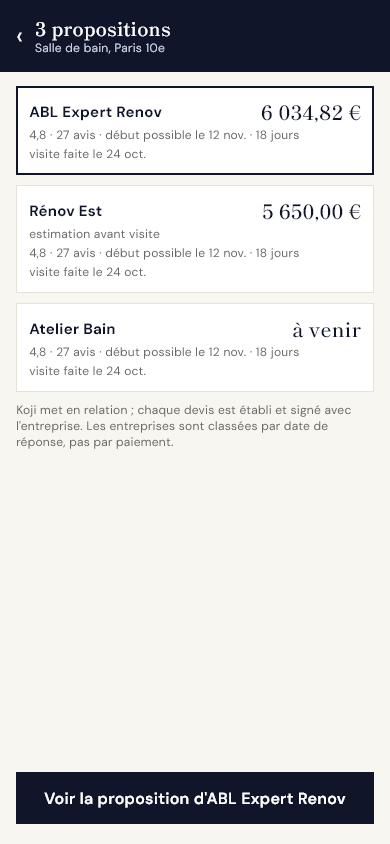 ‹ 3 propositions
Salle de bain, Paris 10e
ABL Expert Renov 6 034,82 €
4,8 · 27 avis · début possible le 12 nov. · 18 jours
visite faite le 24 oct.
Rénov Est 5 650,00 €
estimation avant visite
4,8 · 27 avis · début possible le 12 nov. · 18 jours
visite faite le 24 oct.
Atelier Bain à venir
4,8 · 27 avis · début possible le 12 nov. · 18 jours
visite faite le 24 oct.
Koji met en relation ; chaque devis est établi et signé avec
l'entreprise. Les entreprises sont classées par date de
réponse, pas par paiement.
Voir la proposition d'ABL Expert Renov